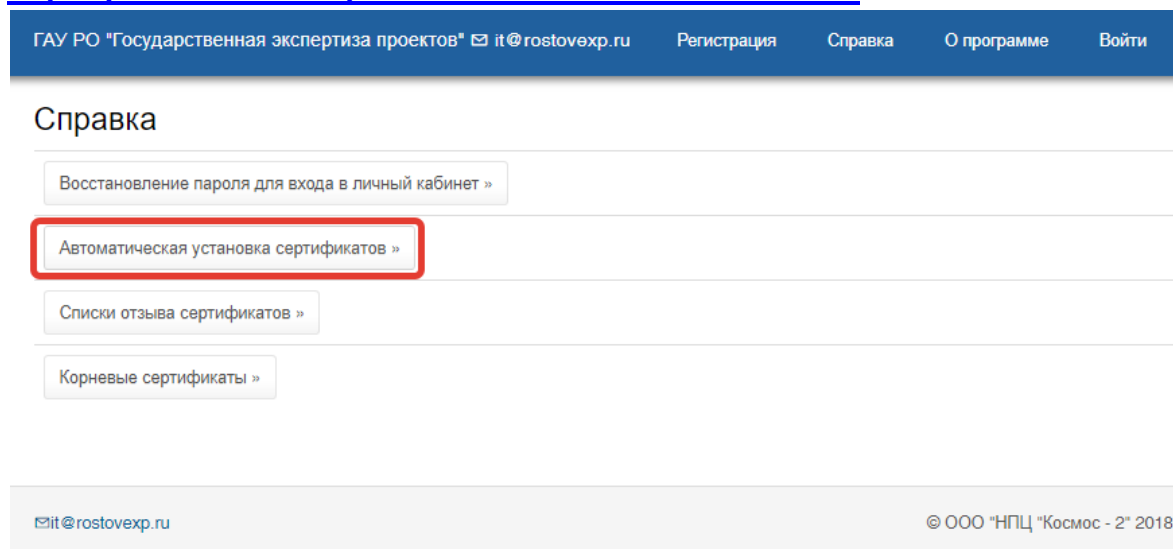 ГАУ РО "Государственная экспертиза проектов" ✉ it@rostovexp.ru Регистрация Справка О программе Войти
Справка
Восстановление пароля для входа в личный кабинет »
Автоматическая установка сертификатов »
Списки отзыва сертификатов »
Корневые сертификаты »
✉it@rostovexp.ru © ООО "НПЦ "Космос - 2" 2018